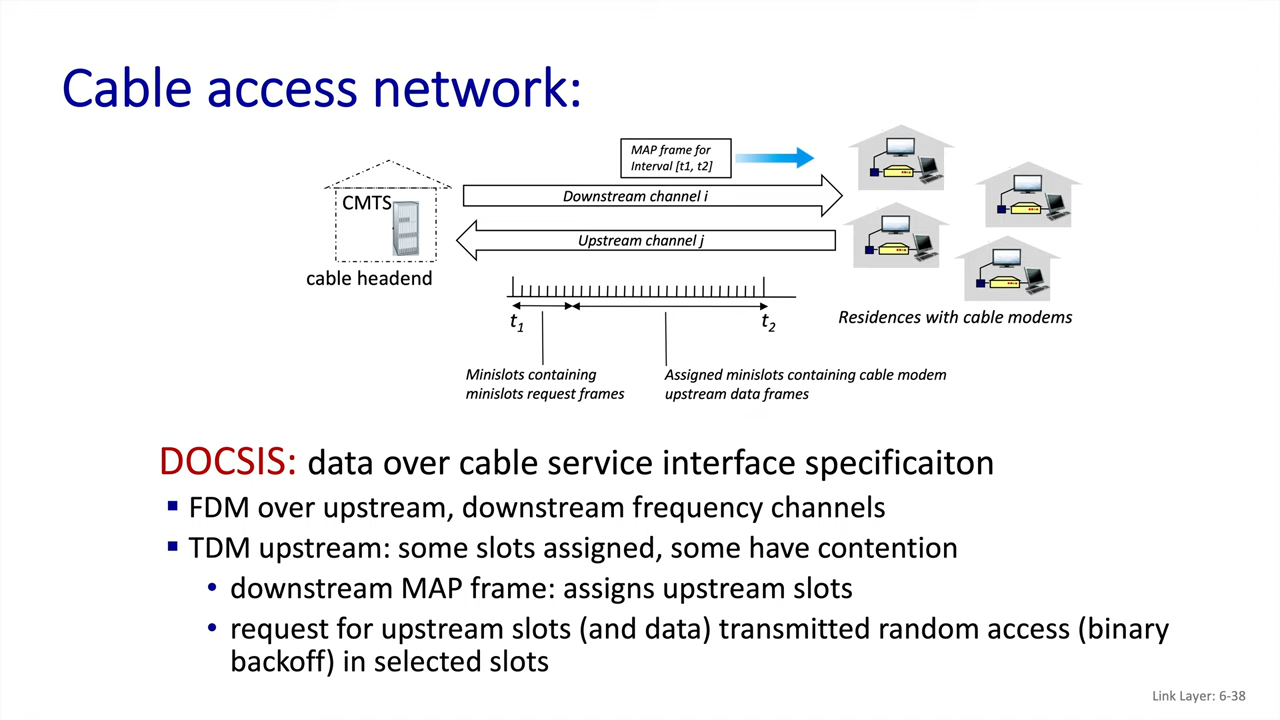 Cable access network:
MAP frame for
Interval [t1, t2]
CMTS
Downstream channel i
Upstream channel j
cable headend
t1
t2
Residences with cable modems
Minislots containing
minislots request frames
Assigned minislots containing cable modem
upstream data frames
DOCSIS: data over cable service interface specificaiton
▪ FDM over upstream, downstream frequency channels
▪ TDM upstream: some slots assigned, some have contention
• downstream MAP frame: assigns upstream slots
• request for upstream slots (and data) transmitted random access (binary
backoff) in selected slots
Link Layer: 6-38